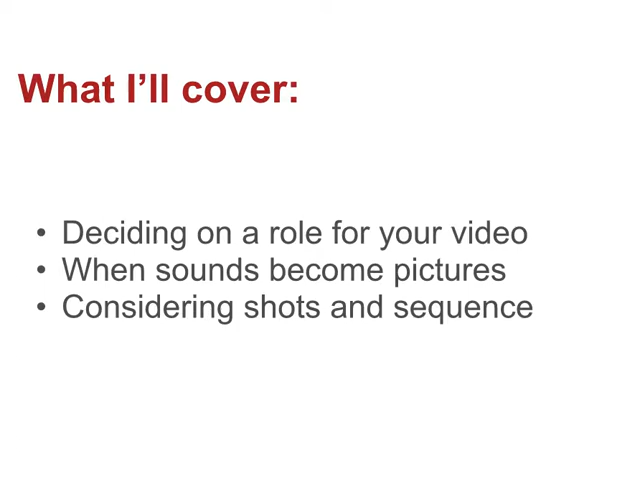 What I’ll cover:
• Deciding on a role for your video
• When sounds become pictures
• Considering shots and sequence